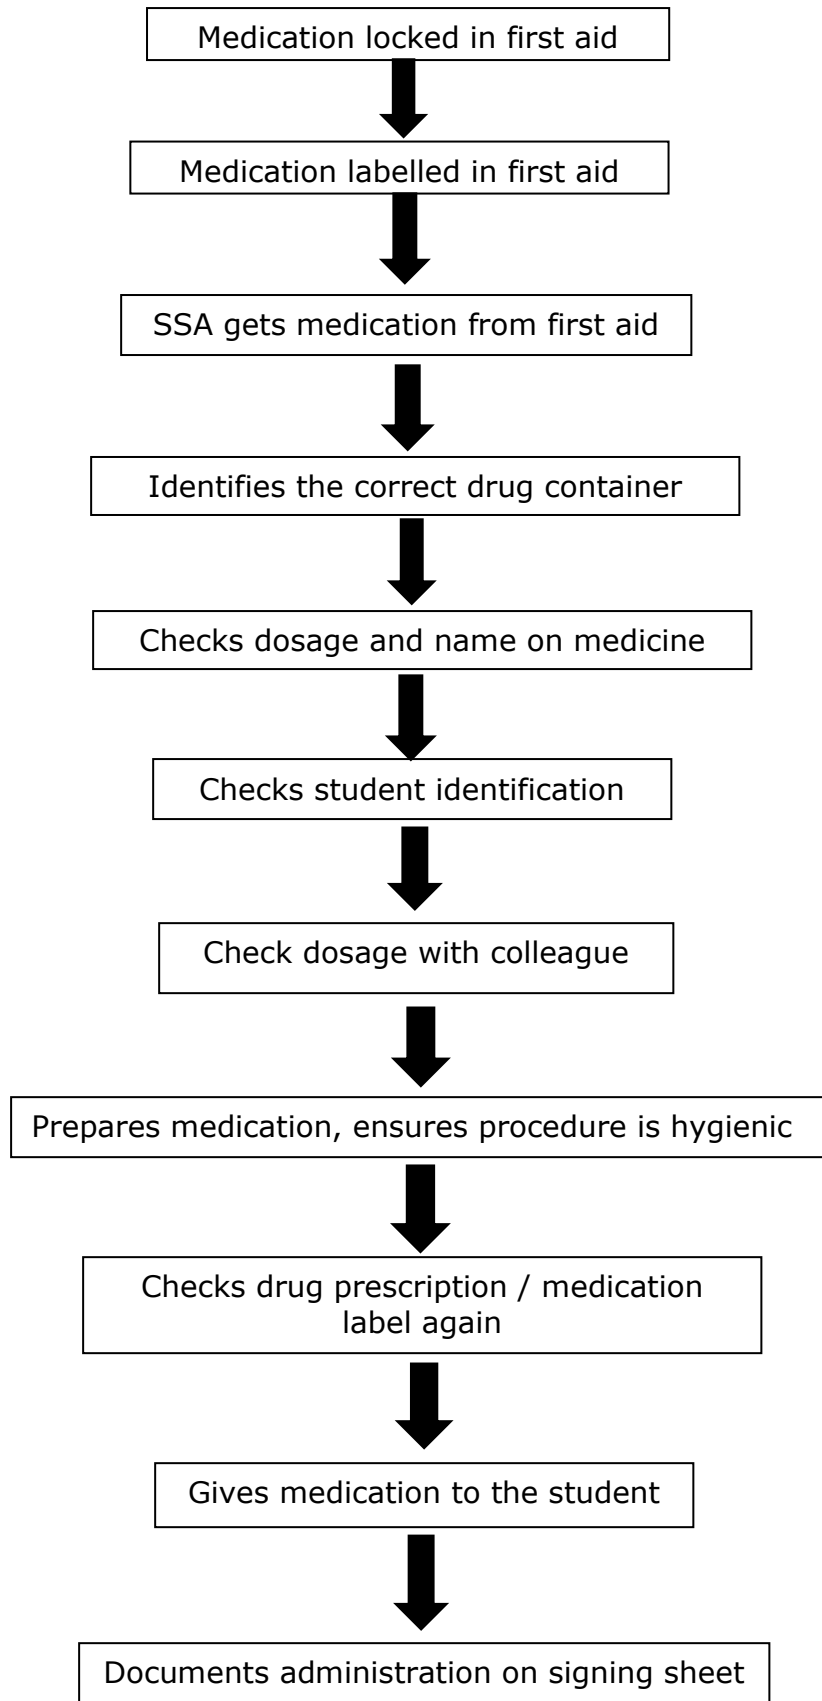 Medication locked in first aid
Medication labelled in first aid
SSA gets medication from first aid
Identifies the correct drug container
Checks dosage and name on medicine
Checks student identification
Check dosage with colleague
Prepares medication, ensures procedure is hygienic
Checks drug prescription / medication
label again
Gives medication to the student
Documents administration on signing sheet